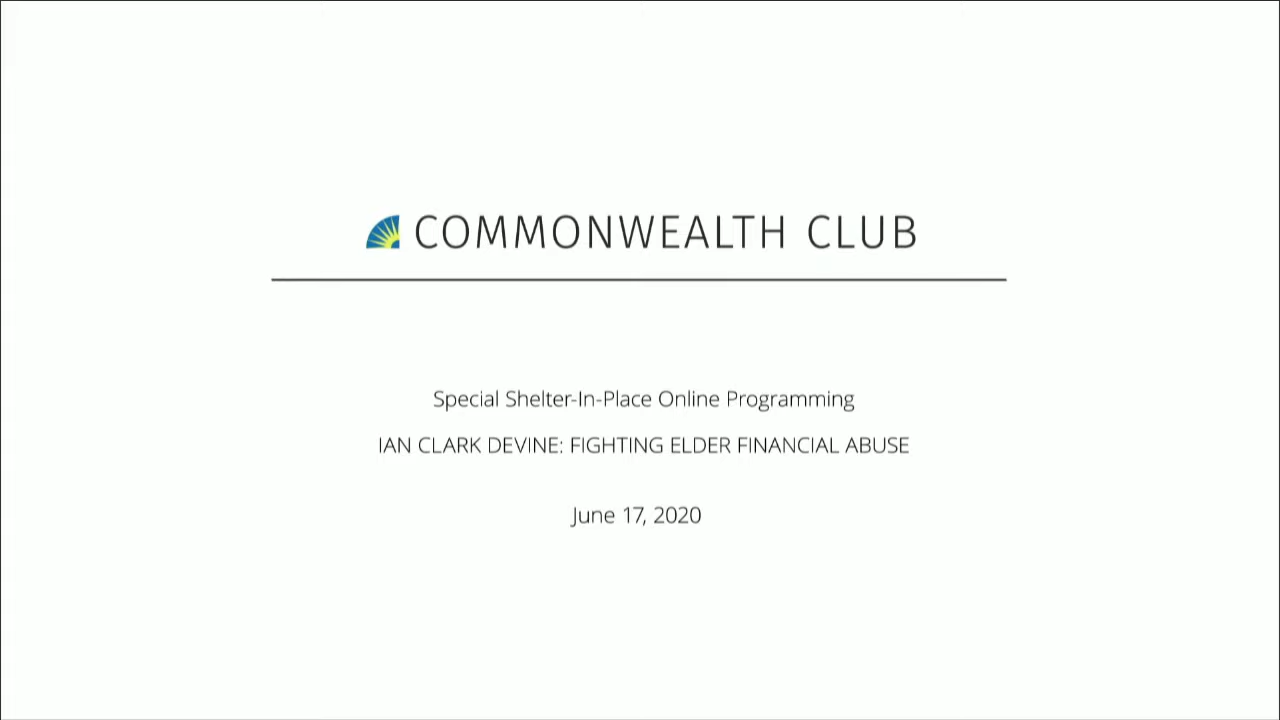 COMMONWEALTH CLUB
Special Shelter-In-Place Online Programming
IAN CLARK DEVINE: FIGHTING ELDER FINANCIAL ABUSE
June 17, 2020